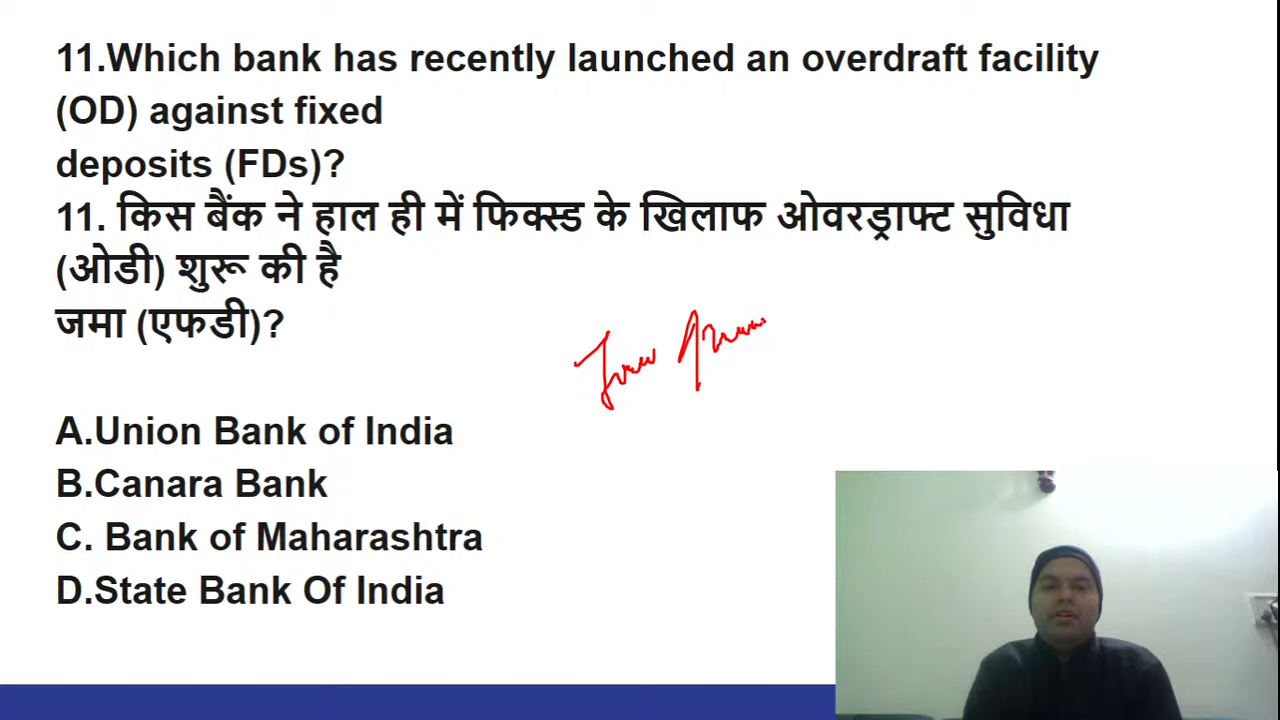 11.Which bank has recently launched an overdraft facility
(OD) against fixed
deposits (FDs)?
11. किस बैंक ने हाल ही में फिक्स्ड के खिलाफ ओवरड्राफ्ट सुविधा
(ओडी) शुरू की है
जमा (एफडी)?
A.Union Bank of India
B.Canara Bank
C. Bank of Maharashtra
D.State Bank Of India